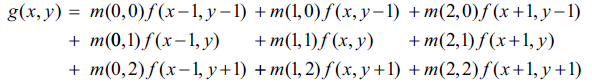 g(x,y) = m(0,0)f(x−1,y−1) +m(1,0)f(x,y−1) +m(2,0)f(x+1,y−1)
+ m(0,1)f(x−1,y) +m(1,1)f(x,y) +m(2,1)f(x+1,y)
+ m(0,2)f(x−1,y+1) +m(1,2)f(x,y+1) +m(2,2)f(x+1,y+1)